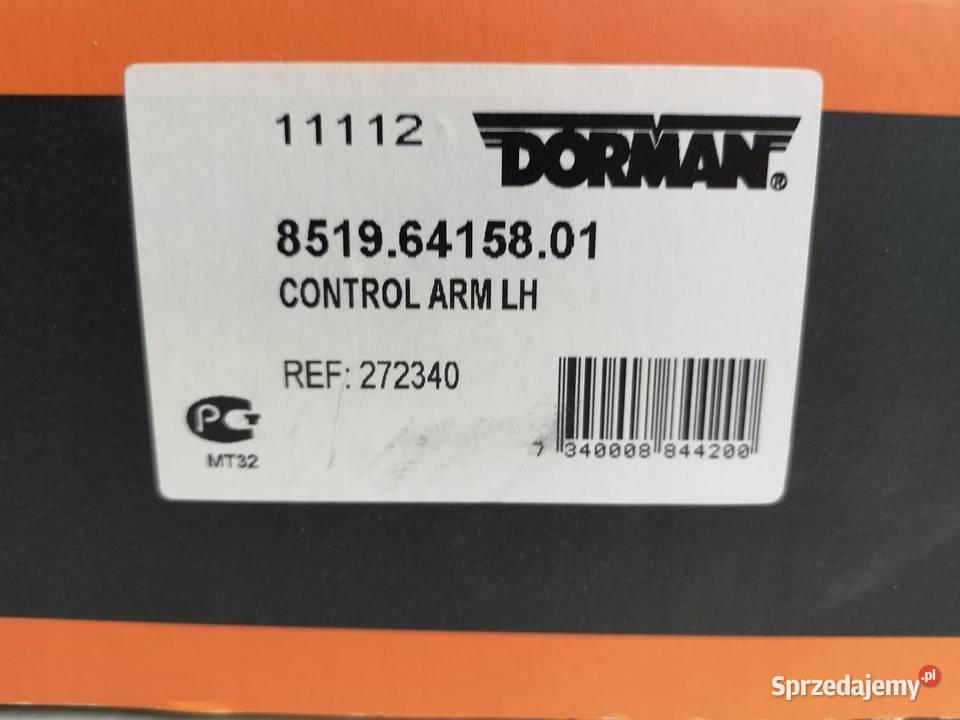 11112
DORMAN®
8519.64158.01
CONTROL ARM LH
REF: 272340
PCT
MT32
7 340008 844200
Sprzedajemy.pl